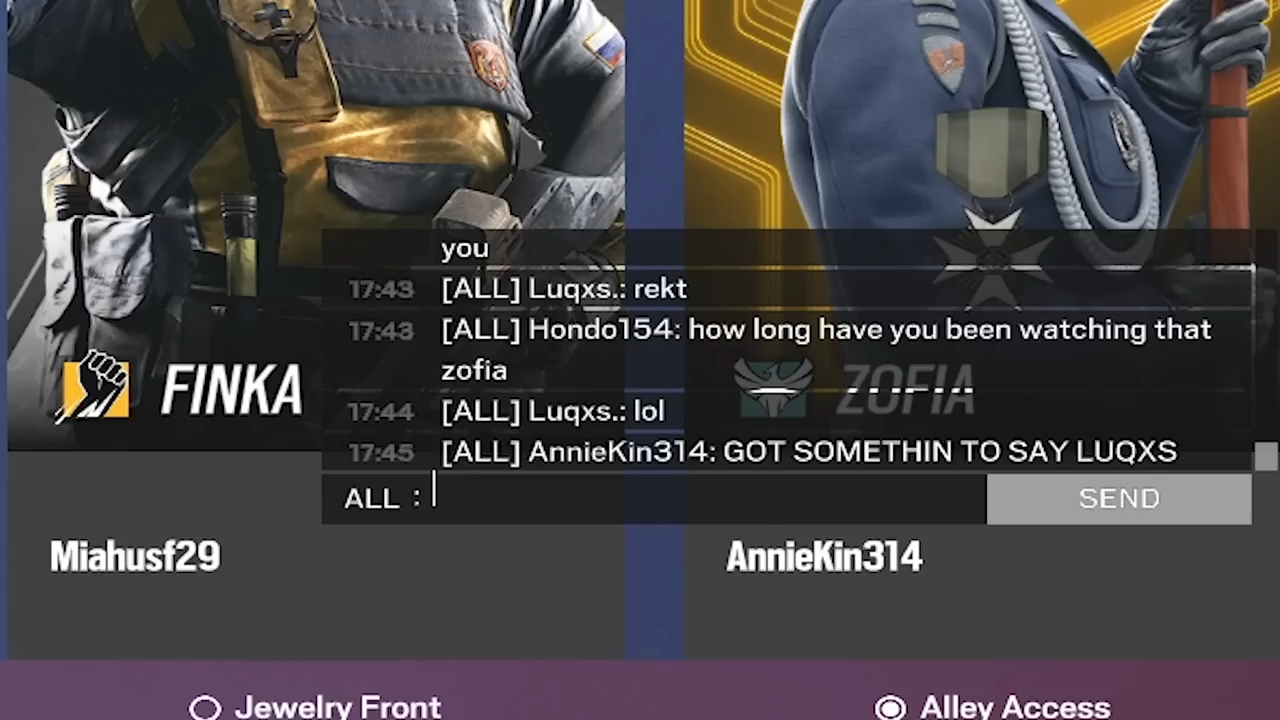 you
17:43 [ALL] Luqxs.: rekt
17:43 [ALL] Hondo154: how long have you been watching that
zofia
17:44 [ALL] Luqxs.: lol
17:45 [ALL] AnnieKin314: GOT SOMETHIN TO SAY LUQXS
ALL : SEND
FINKA ZOFIA
Miahusf29 AnnieKin314
Jewelry Front Alley Access